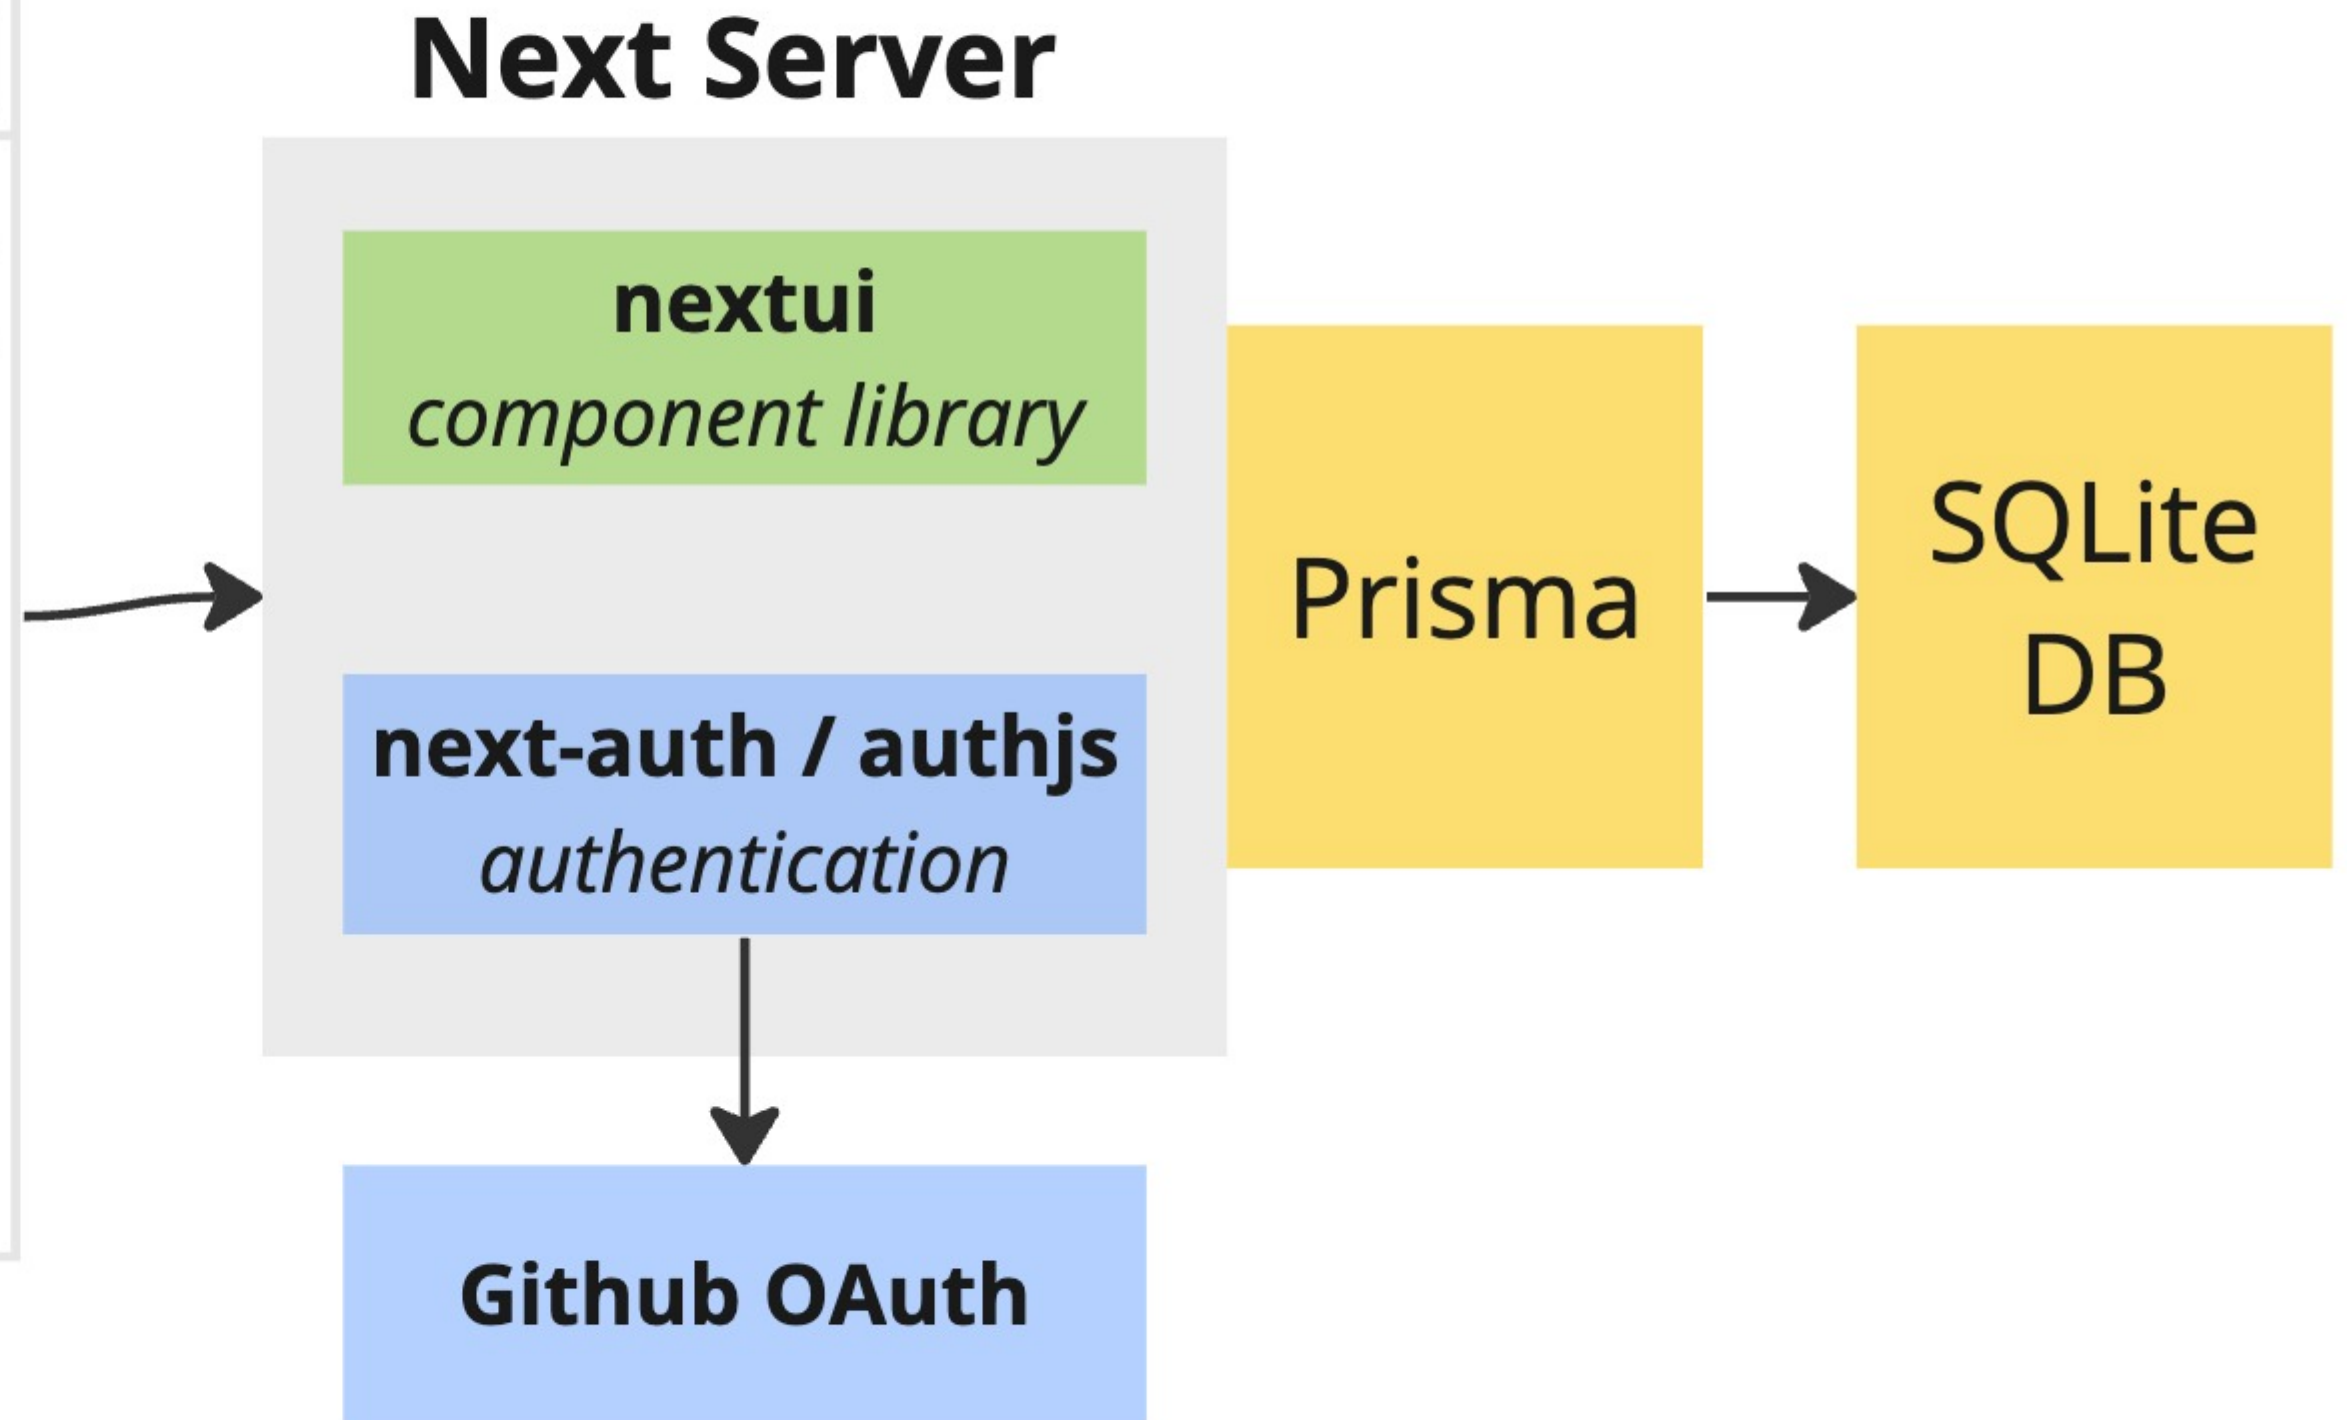 Next Server
nextui
component library
next-auth / authjs
authentication
Prisma
SQLite
DB
Github OAuth